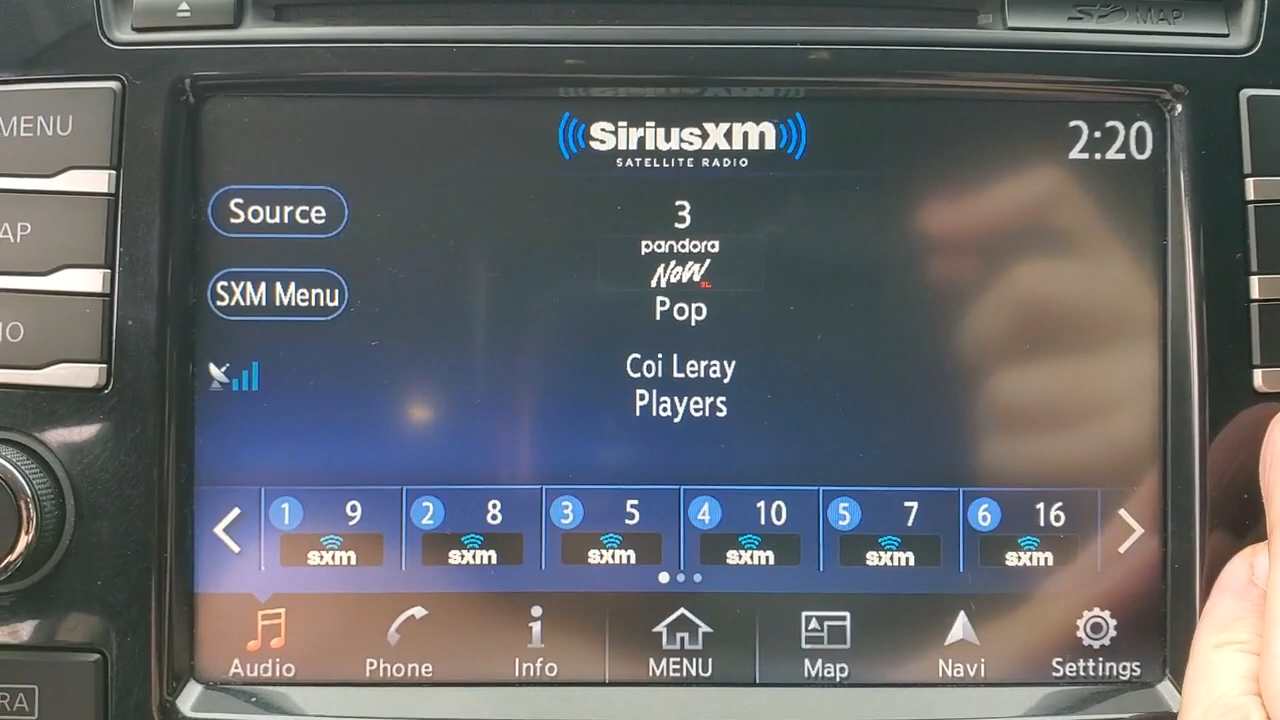 SD MAP
MENU
AP
IO
RA
SiriusXM
SATELLITE RADIO
2:20
Source
SXM Menu
3
pandora
NOW
Pop
Coi Leray
Players
1 9 sxm
2 8 sxm
3 5 sxm
4 10 sxm
5 7 sxm
6 16 sxm
Audio
Phone
Info
MENU
Map
Navi
Settings